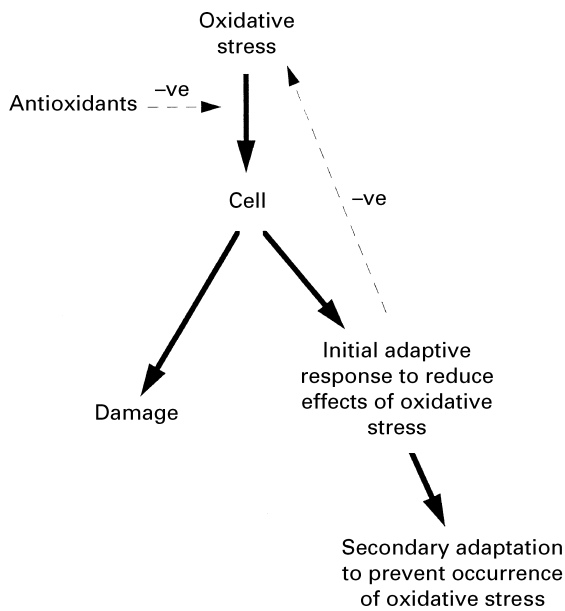 Oxidative
stress
–ve
Antioxidants
Cell
–ve
Initial adaptive
response to reduce
effects of oxidative
stress
Damage
Secondary adaptation
to prevent occurrence
of oxidative stress